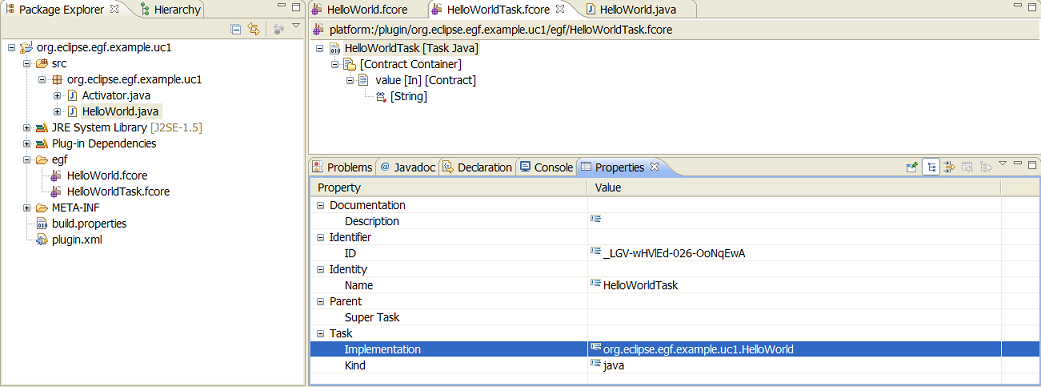 Package Explorer
Hierarchy
org.eclipse.egf.example.uc1
src
org.eclipse.egf.example.uc1
Activator.java
HelloWorld.java
JRE System Library [J2SE-1.5]
Plug-in Dependencies
egf
HelloWorld.fcore
HelloWorldTask.fcore
META-INF
build.properties
plugin.xml
HelloWorld.fcore
HelloWorldTask.fcore
HelloWorld.java
platform:/plugin/org.eclipse.egf.example.uc1/egf/HelloWorldTask.fcore
HelloWorldTask [Task Java]
[Contract Container]
value [In] [Contract]
[String]
Problems
@ Javadoc
Declaration
Console
Properties
Property Value
Documentation
Description
Identifier
ID _LGV-wHVlEd-026-OoNqEwA
Identity
Name HelloWorldTask
Parent
Super Task
Task
Implementation org.eclipse.egf.example.uc1.HelloWorld
Kind java